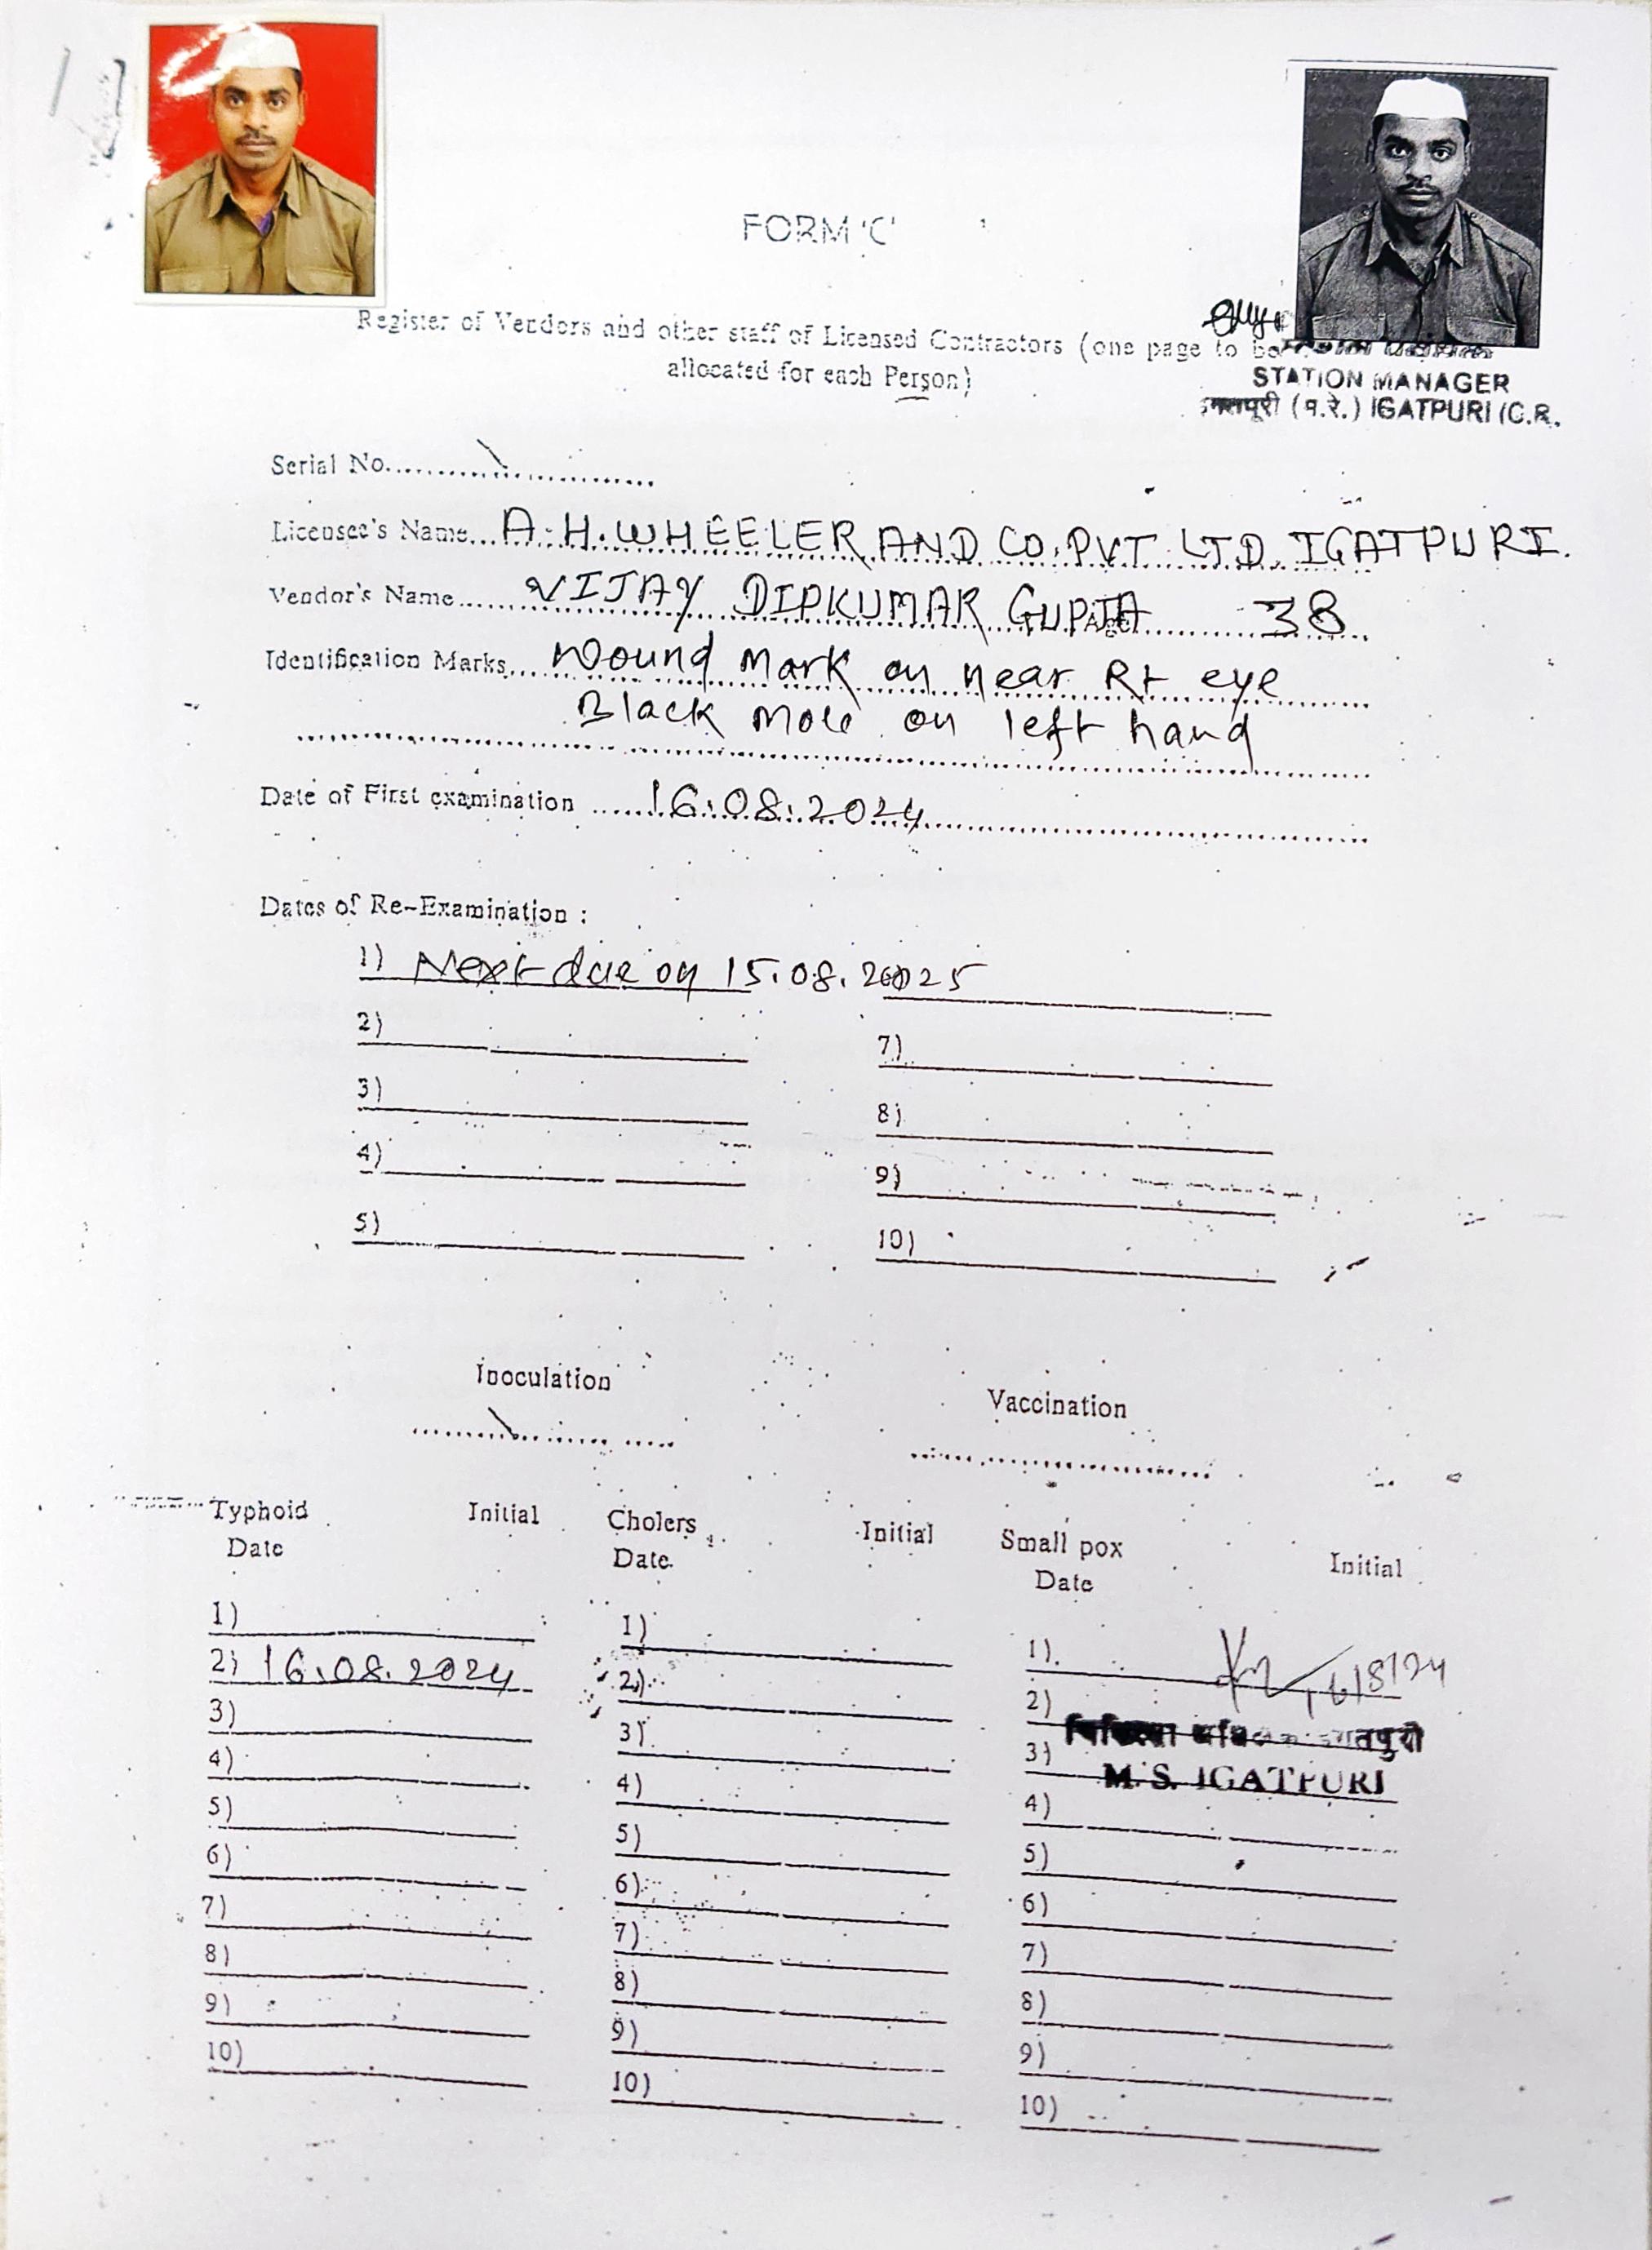 FORM 'C'
Register of Vendors and other staff of Licensed Contractors (one page to be
allocated for each Person)
STATION MANAGER
इगतपुरी (म.रे.) IGATPURI (C.R.
Serial No.
Licensee's Name A. H. WHEELER AND CO. PVT. LTD. IGATPURI.
Vendor's Name VIJAY DIPKUMAR GUPTA Age 38
Identification Marks Wound mark on near Rt eye
Black mole on left hand
Date of First examination 16.08.2024
Dates of Re-Examination :
1) Next due on 15.08.2025
2)
7)
3)
8)
4)
9)
5)
10)
Inoculation Vaccination
Typhoid Initial Cholers Initial Small pox Initial
Date Date Date
1) 1) 1)
2) 16.08.2024 2) 2) 16/8/24
3) 3) 3)
M. S. IGATPURI
4) 4) 4)
5) 5) 5)
6) 6) 6)
7) 7) 7)
8) 8) 8)
9) 9) 9)
10) 10) 10)